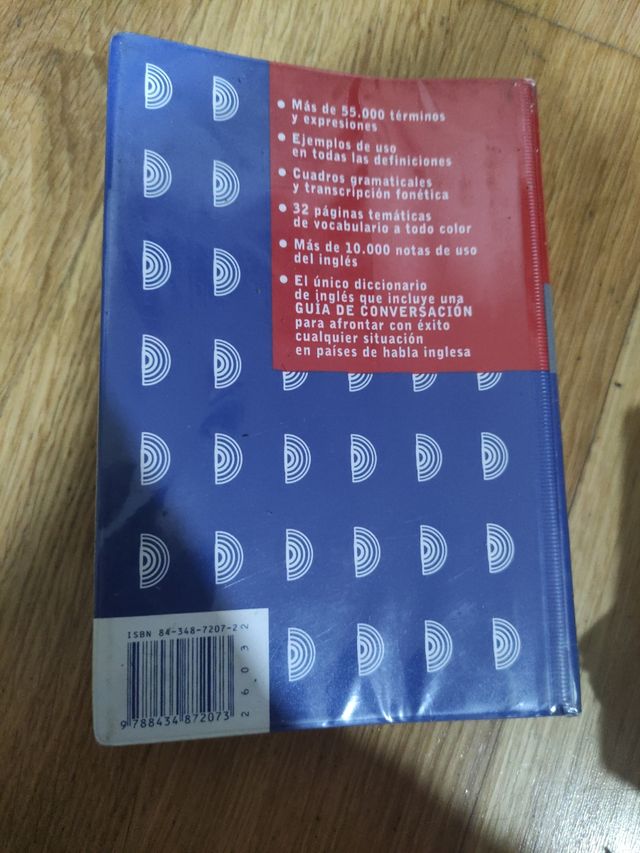 Más de 55.000 términos
y expresiones
Ejemplos de uso
en todas las definiciones
Cuadros gramaticales
y transcripción fonética
32 páginas temáticas
de vocabulario a todo color
Más de 10.000 notas de uso
del inglés
El único diccionario
de inglés que incluye una
GUÍA DE CONVERSACIÓN
para afrontar con éxito
cualquier situación
en países de habla inglesa
ISBN 84-348-7207-2
26032
9 788434 872073